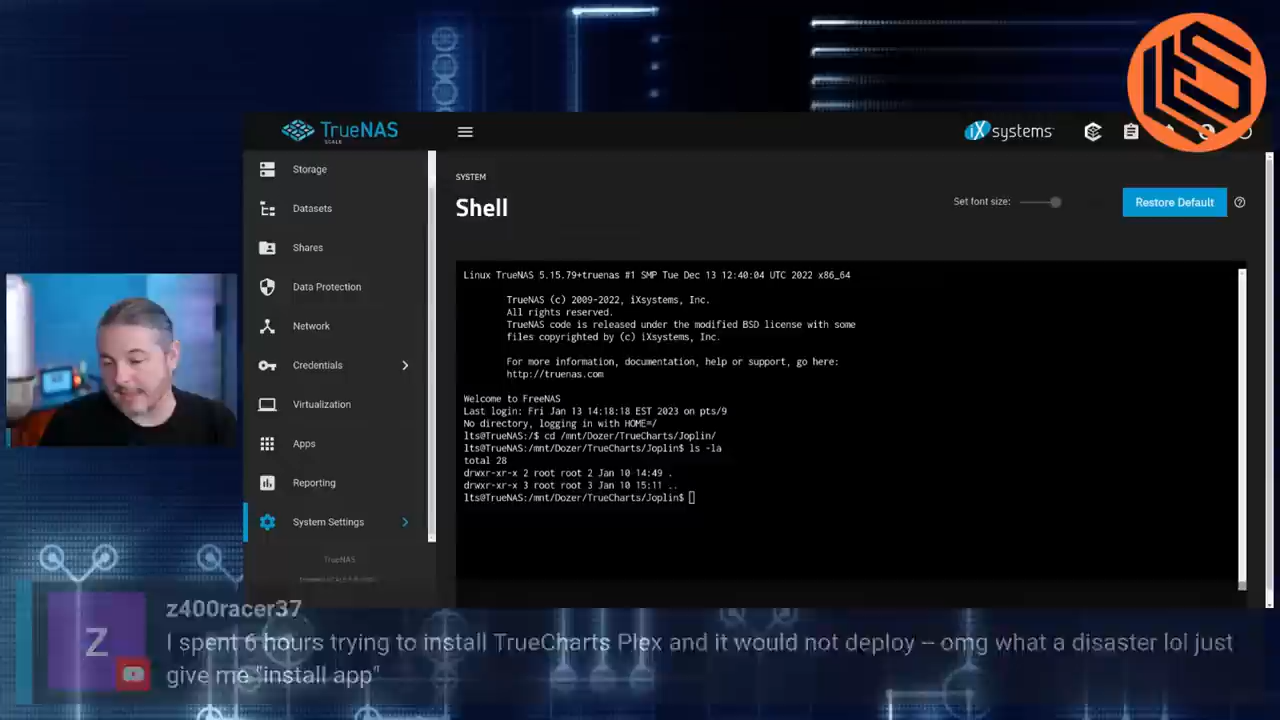 TrueNAS
SCALE
iXsystems
Storage
Datasets
Shares
Data Protection
Network
Credentials
Virtualization
Apps
Reporting
System Settings
TrueNAS
SYSTEM
Shell
Set font size:
Restore Default
Linux TrueNAS 5.15.79+truenas #1 SMP Tue Dec 13 12:40:04 UTC 2022 x86_64
TrueNAS (c) 2009-2022, iXsystems, Inc.
All rights reserved.
TrueNAS code is released under the modified BSD license with some
files copyrighted by (c) iXsystems, Inc.
For more information, documentation, help or support, go here:
http://truenas.com
Welcome to FreeNAS
Last login: Fri Jan 13 14:18:18 EST 2023 on pts/9
No directory, logging in with HOME=/
lts@TrueNAS:/$ cd /mnt/Dozer/TrueCharts/Joplin/
lts@TrueNAS:/mnt/Dozer/TrueCharts/Joplin$ ls -la
total 28
drwxr-xr-x 2 root root 2 Jan 10 14:49 .
drwxr-xr-x 3 root root 3 Jan 10 15:11 ..
lts@TrueNAS:/mnt/Dozer/TrueCharts/Joplin$
Z
z400racer37
I spent 6 hours trying to install TrueCharts Plex and it would not deploy – omg what a disaster lol just
give me "install app"